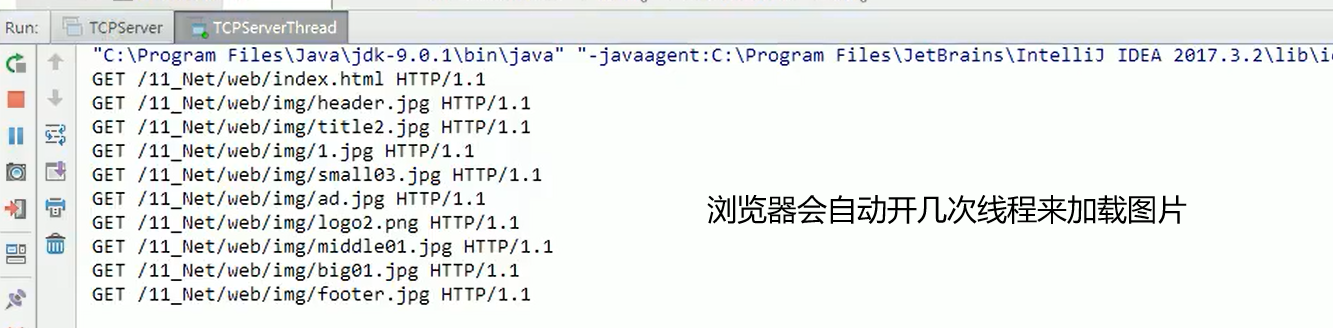 Run: TCPServer TCPServerThread
"C:\Program Files\Java\jdk-9.0.1\bin\java" "-javaagent:C:\Program Files\JetBrains\IntelliJ IDEA 2017.3.2\lib\
GET /11_Net/web/index.html HTTP/1.1
GET /11_Net/web/img/header.jpg HTTP/1.1
GET /11_Net/web/img/title2.jpg HTTP/1.1
GET /11_Net/web/img/1.jpg HTTP/1.1
GET /11_Net/web/img/small03.jpg HTTP/1.1
GET /11_Net/web/img/ad.jpg HTTP/1.1
GET /11_Net/web/img/logo2.png HTTP/1.1
GET /11_Net/web/img/middle01.jpg HTTP/1.1
GET /11_Net/web/img/big01.jpg HTTP/1.1
GET /11_Net/web/img/footer.jpg HTTP/1.1
浏览器会自动开几次线程来加载图片